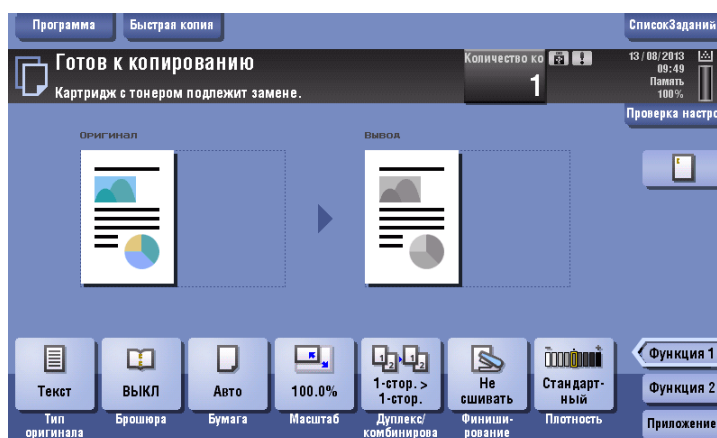 Программа
Быстрая копия
СписокЗаданий
Готов к копированию
Количество ко
1
13/08/2013
09:49
Память
100%
Картридж с тонером подлежит замене.
Проверка настро
Оригинал
Вывод
Текст
ВЫКЛ
Авто
100.0%
1-стор. >
1-стор.
Не
сшивать
Стандарт-
ный
Тип
оригинала
Брошюра
Бумага
Масштаб
Дуплекс/
комбинирова
Финиши-
рование
Плотность
Функция 1
Функция 2
Приложение